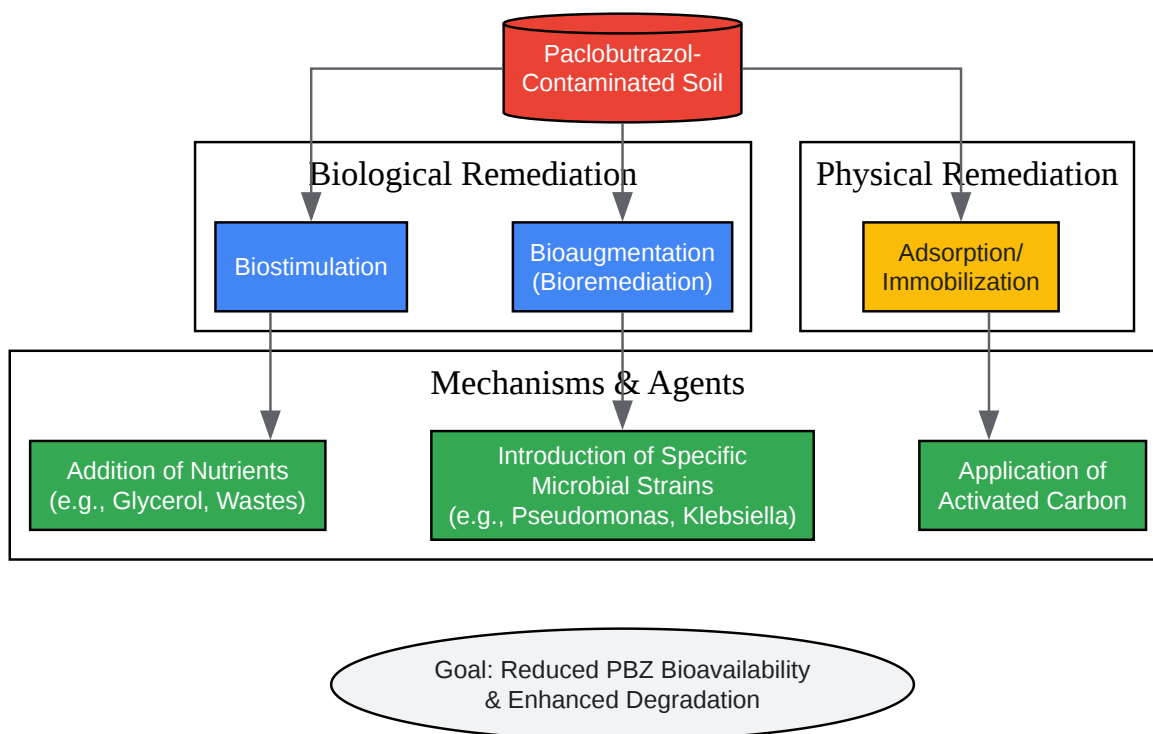 Paclobutrazol-
Contaminated Soil
Biological Remediation
Physical Remediation
Biostimulation
Bioaugmentation
(Bioremediation)
Adsorption/
Immobilization
Mechanisms & Agents
Addition of Nutrients
(e.g., Glycerol, Wastes)
Introduction of Specific
Microbial Strains
(e.g., Pseudomonas, Klebsiella)
Application of
Activated Carbon
Goal: Reduced PBZ Bioavailability
& Enhanced Degradation